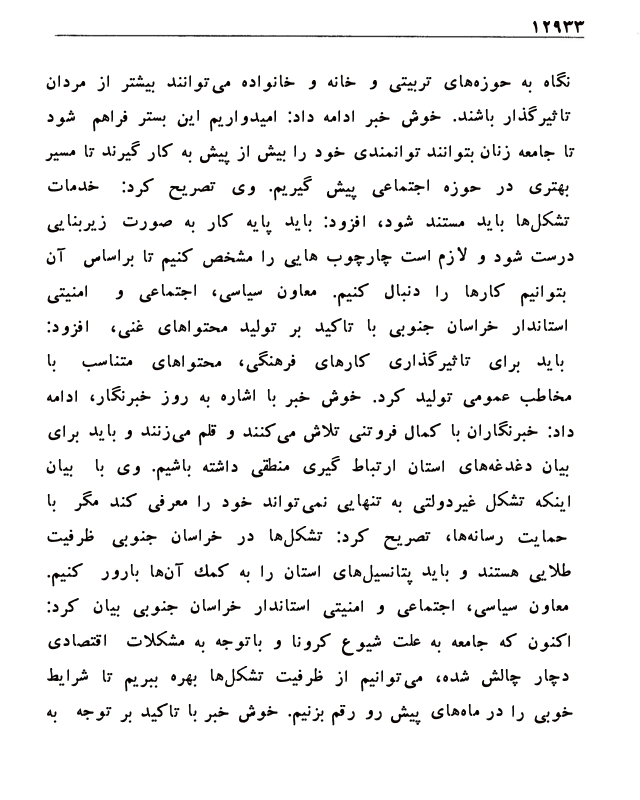 ۱۲۹۳۳
نگاه به حوزه‌های تربیتی و خانه و خانواده می‌توانند بیشتر از مردان
تاثیرگذار باشند. خوش خبر ادامه داد: امیدواریم این بستر فراهم شود
تا جامعه زنان بتوانند توانمندی خود را بیش از پیش به کار گیرند تا مسیر
بهتری در حوزه اجتماعی پیش گیریم. وی تصریح کرد: خدمات
تشکل‌ها باید مستند شود، افزود: باید پایه کار به صورت زیربنایی
درست شود و لازم است چارچوب هایی را مشخص کنیم تا براساس آن
بتوانیم کارها را دنبال کنیم. معاون سیاسی، اجتماعی و امنیتی
استاندار خراسان جنوبی با تاکید بر تولید محتواهای غنی، افزود:
باید برای تاثیرگذاری کارهای فرهنگی، محتواهای متناسب با
مخاطب عمومی تولید کرد. خوش خبر با اشاره به روز خبرنگار، ادامه
داد: خبرنگاران با کمال فروتنی تلاش می‌کنند و قلم می‌زنند و باید برای
بیان دغدغه‌های استان ارتباط گیری منطقی داشته باشیم. وی با بیان
اینکه تشکل غیردولتی به تنهایی نمی‌تواند خود را معرفی کند مگر با
حمایت رسانه‌ها، تصریح کرد: تشکل‌ها در خراسان جنوبی ظرفیت
طلایی هستند و باید پتانسیل‌های استان را به کمك آن‌ها بارور کنیم.
معاون سیاسی، اجتماعی و امنیتی استاندار خراسان جنوبی بیان کرد:
اکنون که جامعه به علت شیوع کرونا و باتوجه به مشکلات اقتصادی
دچار چالش شده، می‌توانیم از ظرفیت تشکل‌ها بهره ببریم تا شرایط
خوبی را در ماه‌های پیش رو رقم بزنیم. خوش خبر با تاکید بر توجه به